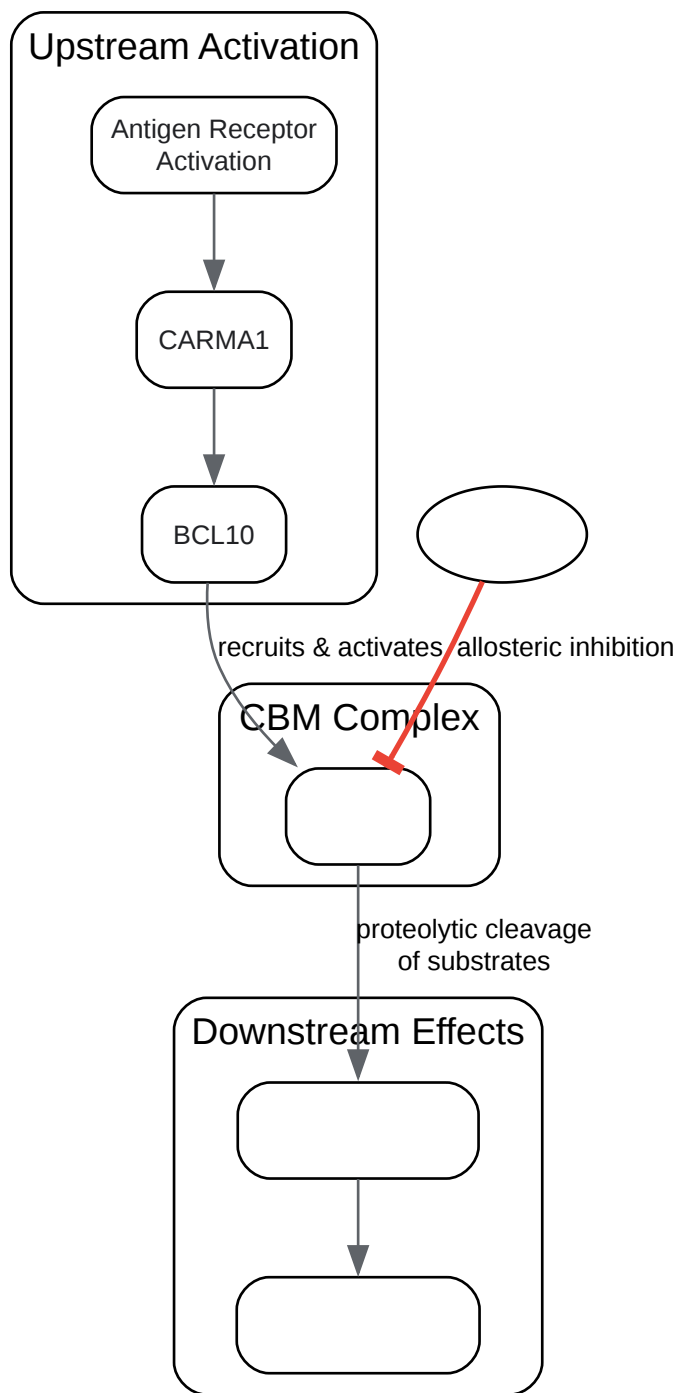 Upstream Activation
Antigen Receptor
Activation
CARMA1
BCL10
recruits & activates
allosteric inhibition
CBM Complex
proteolytic cleavage
of substrates
Downstream Effects